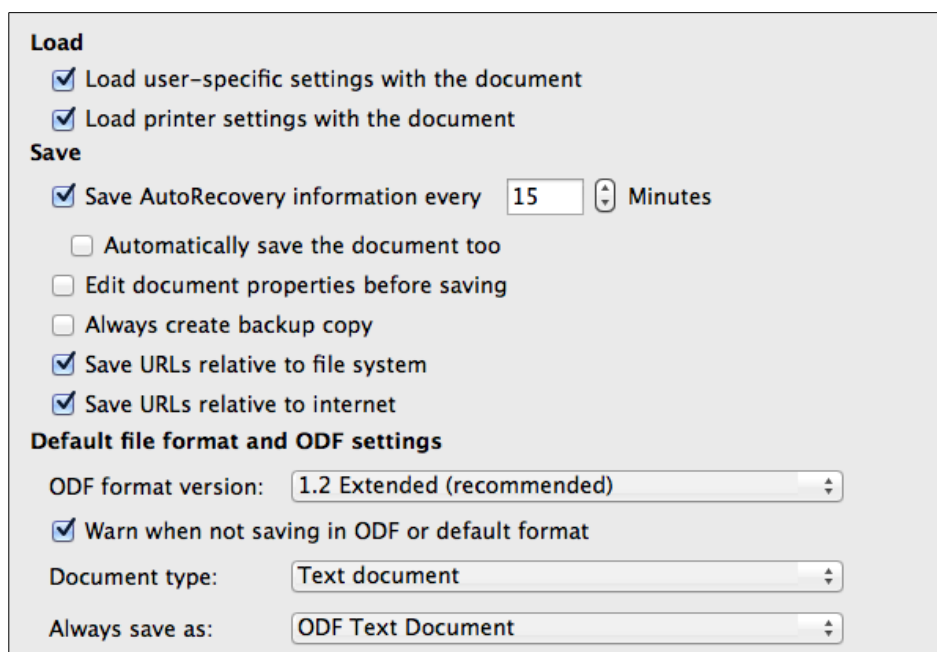 Load
Load user-specific settings with the document
Load printer settings with the document
Save
Save AutoRecovery information every 15 Minutes
Automatically save the document too
Edit document properties before saving
Always create backup copy
Save URLs relative to file system
Save URLs relative to internet
Default file format and ODF settings
ODF format version: 1.2 Extended (recommended)
Warn when not saving in ODF or default format
Document type: Text document
Always save as: ODF Text Document